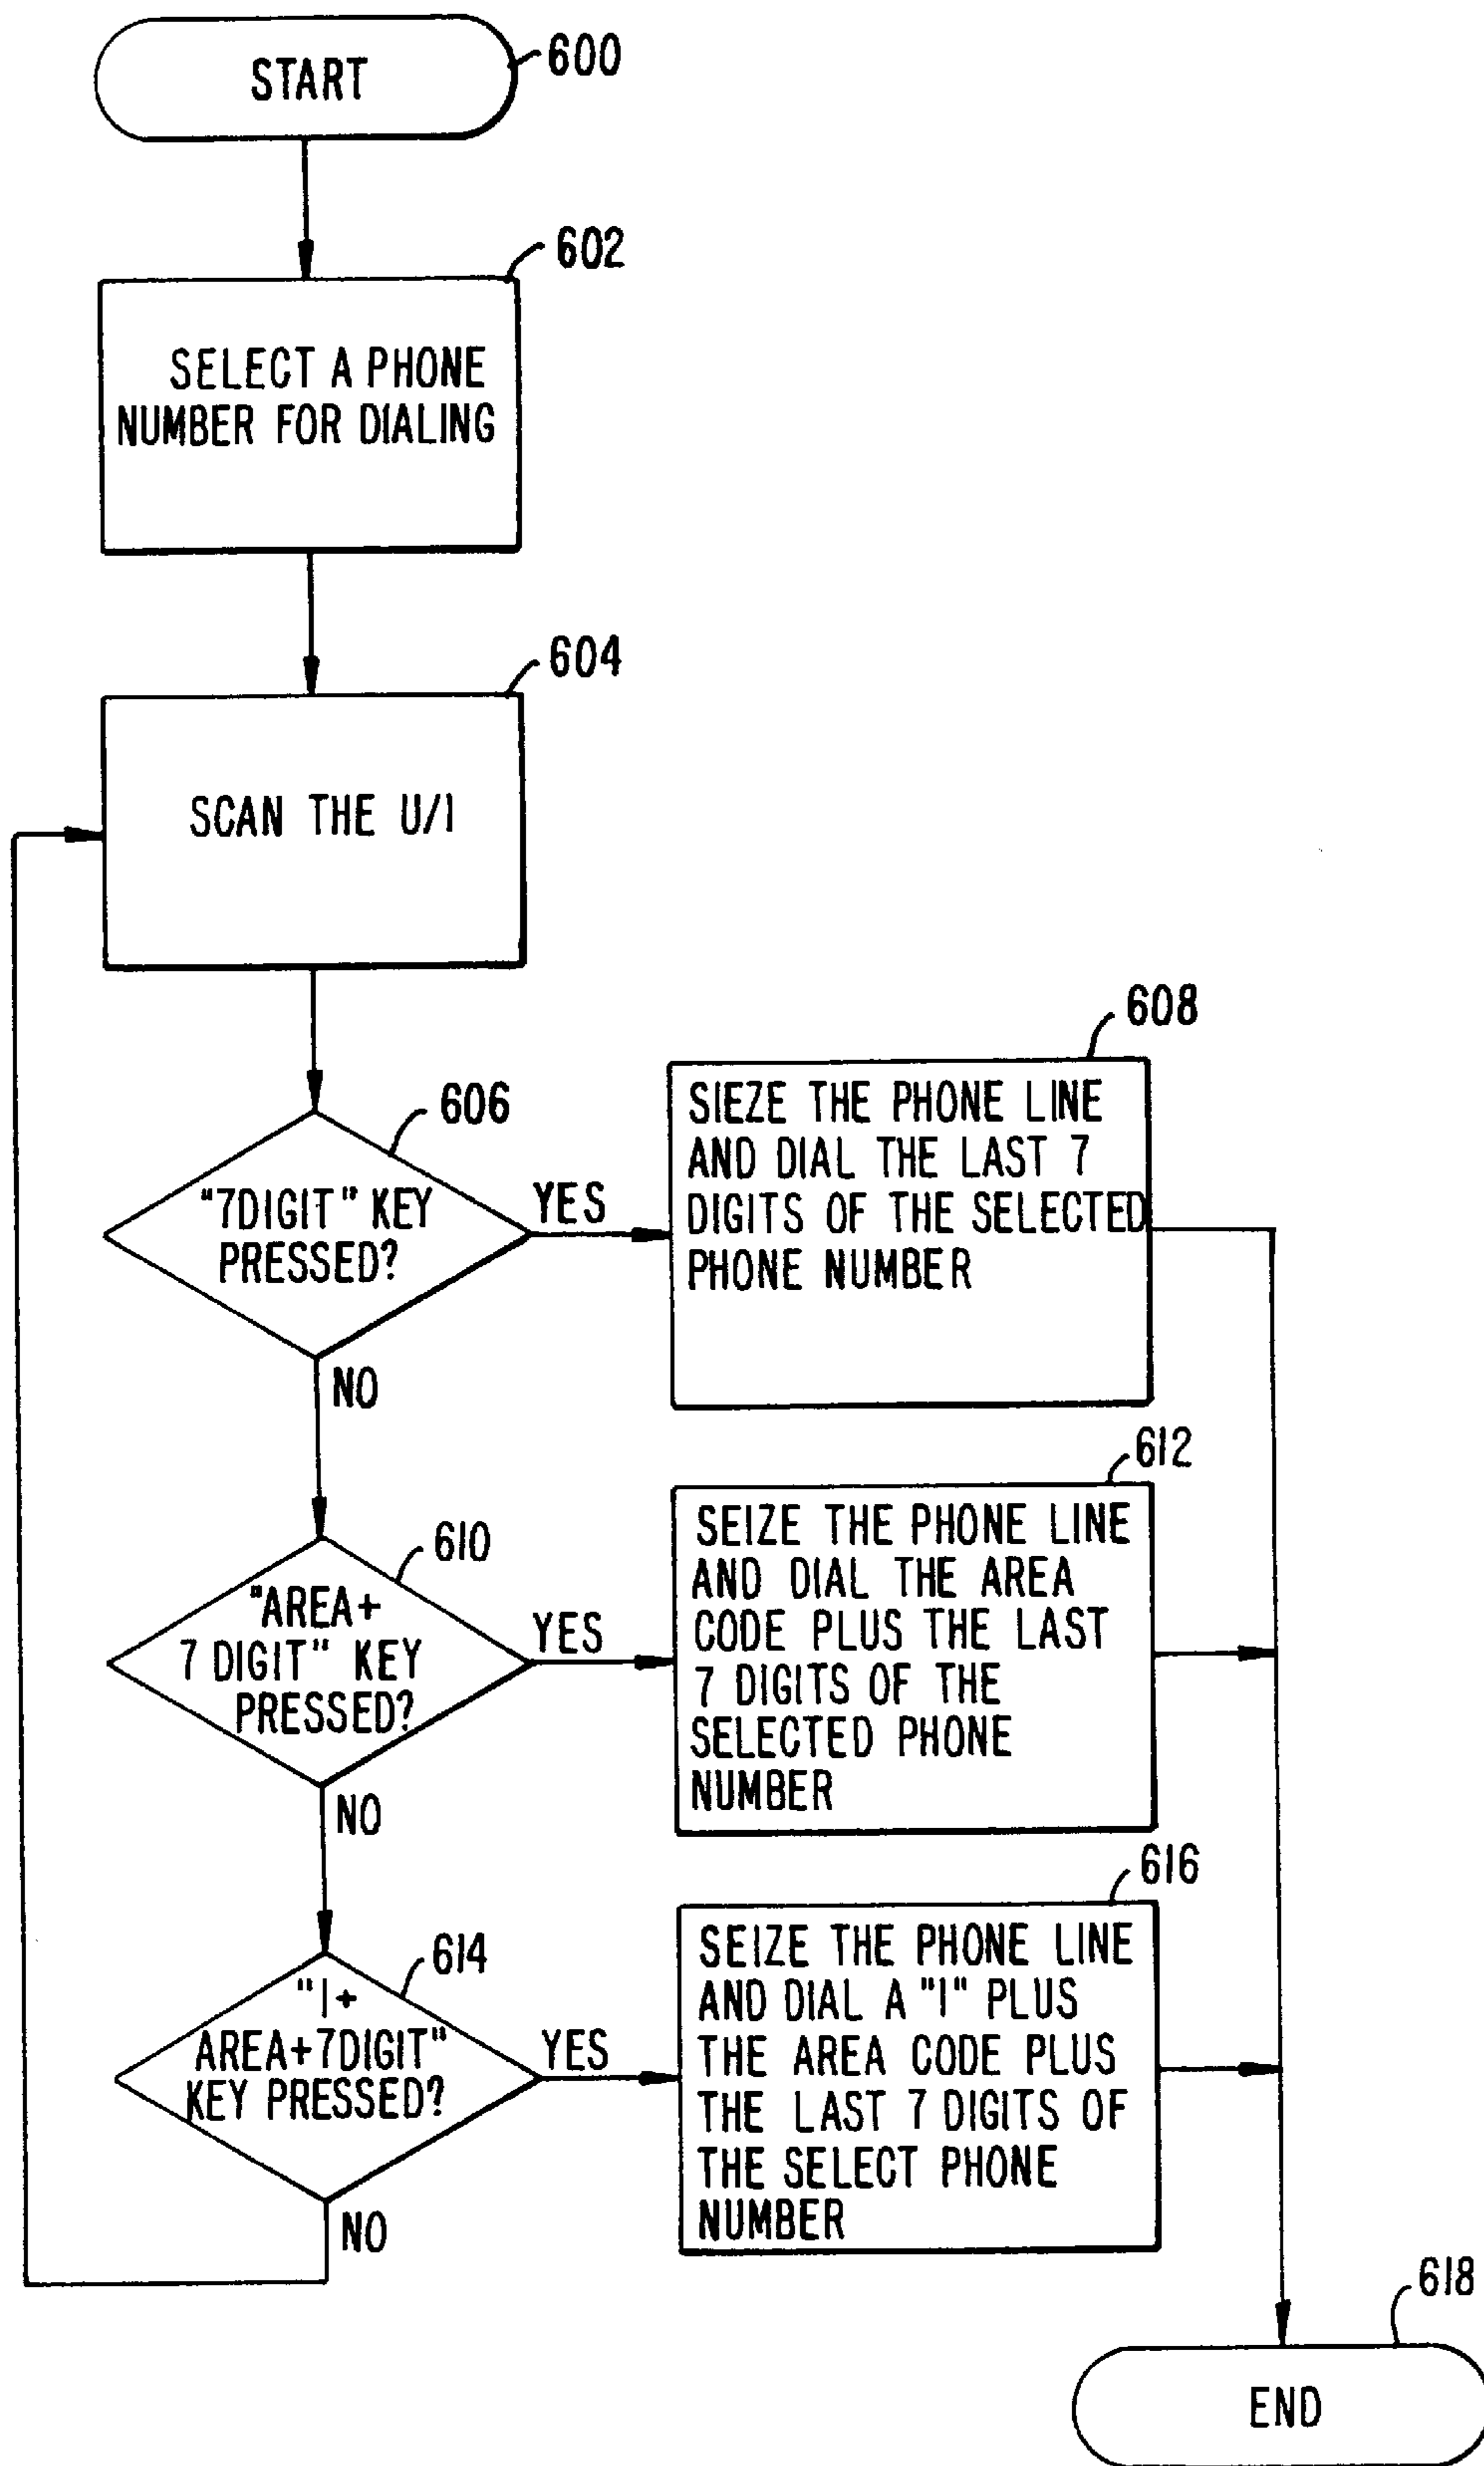 START
600
602
SELECT A PHONE
NUMBER FOR DIALING
604
SCAN THE U/I
606
"7DIGIT" KEY
PRESSED?
YES
NO
608
SIEZE THE PHONE LINE
AND DIAL THE LAST 7
DIGITS OF THE SELECTED
PHONE NUMBER
610
"AREA+
7 DIGIT" KEY
PRESSED?
YES
NO
612
SEIZE THE PHONE LINE
AND DIAL THE AREA
CODE PLUS THE LAST
7 DIGITS OF THE
SELECTED PHONE
NUMBER
614
"1+
AREA+7DIGIT"
KEY PRESSED?
YES
NO
616
SEIZE THE PHONE LINE
AND DIAL A "1" PLUS
THE AREA CODE PLUS
THE LAST 7 DIGITS OF
THE SELECT PHONE
NUMBER
618
END